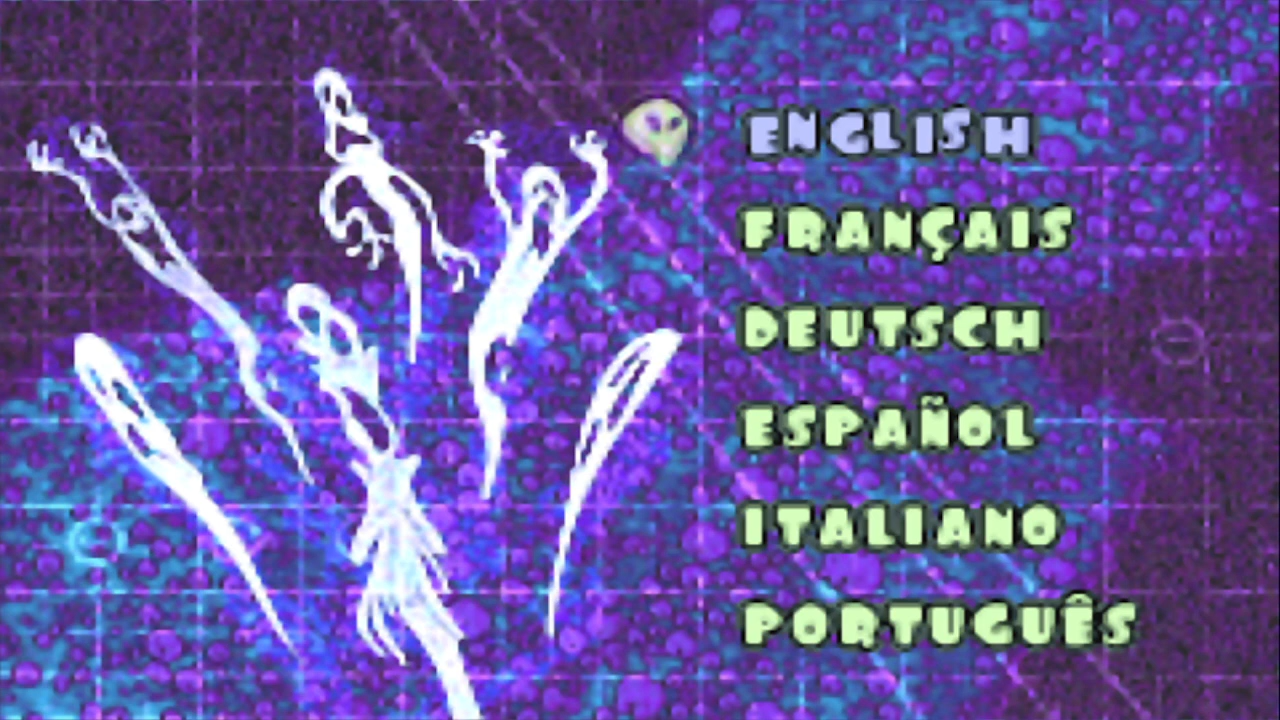 ENGLISH
FRANÇAIS
DEUTSCH
ESPAÑOL
ITALIANO
PORTUGUÊS